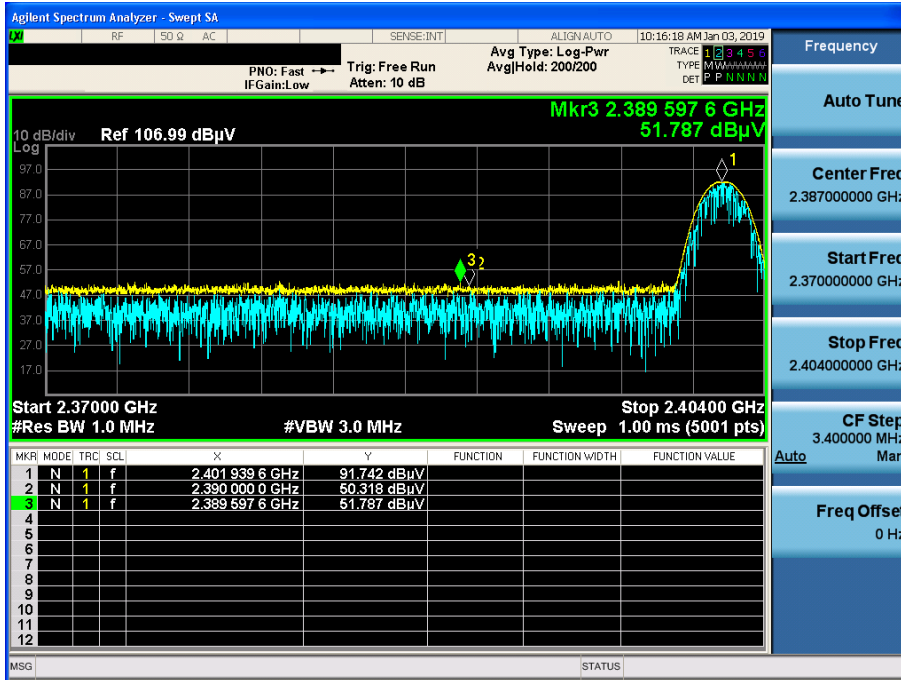 Agilent Spectrum Analyzer - Swept SA
LXI RF 50 Ω AC SENSE:INT ALIGN AUTO 10:16:18 AM Jan 03, 2019
PNO: Fast Trig: Free Run Avg Type: Log-Pwr TRACE 1 2 3 4 5 6
IFGain:Low Atten: 10 dB Avg|Hold: 200/200 TYPE M
DET P P N N N N
Mkr3 2.389 597 6 GHz
51.787 dBµV
10 dB/div Ref 106.99 dBµV
Log
97.0
87.0
77.0
67.0
57.0
47.0
37.0
27.0
17.0
1
3 2
Start 2.37000 GHz Stop 2.40400 GHz
#Res BW 1.0 MHz #VBW 3.0 MHz Sweep 1.00 ms (5001 pts)
MKR MODE TRC SCL X Y FUNCTION FUNCTION WIDTH FUNCTION VALUE
1 N 1 f 2.401 939 6 GHz 91.742 dBµV
2 N 1 f 2.390 000 0 GHz 50.318 dBµV
3 N 1 f 2.389 597 6 GHz 51.787 dBµV
4
5
6
7
8
9
10
11
12
MSG STATUS
Frequency
Auto Tune
Center Freq
2.387000000 GHz
Start Freq
2.370000000 GHz
Stop Freq
2.404000000 GHz
CF Step
3.400000 MHz
Auto Man
Freq Offset
0 Hz